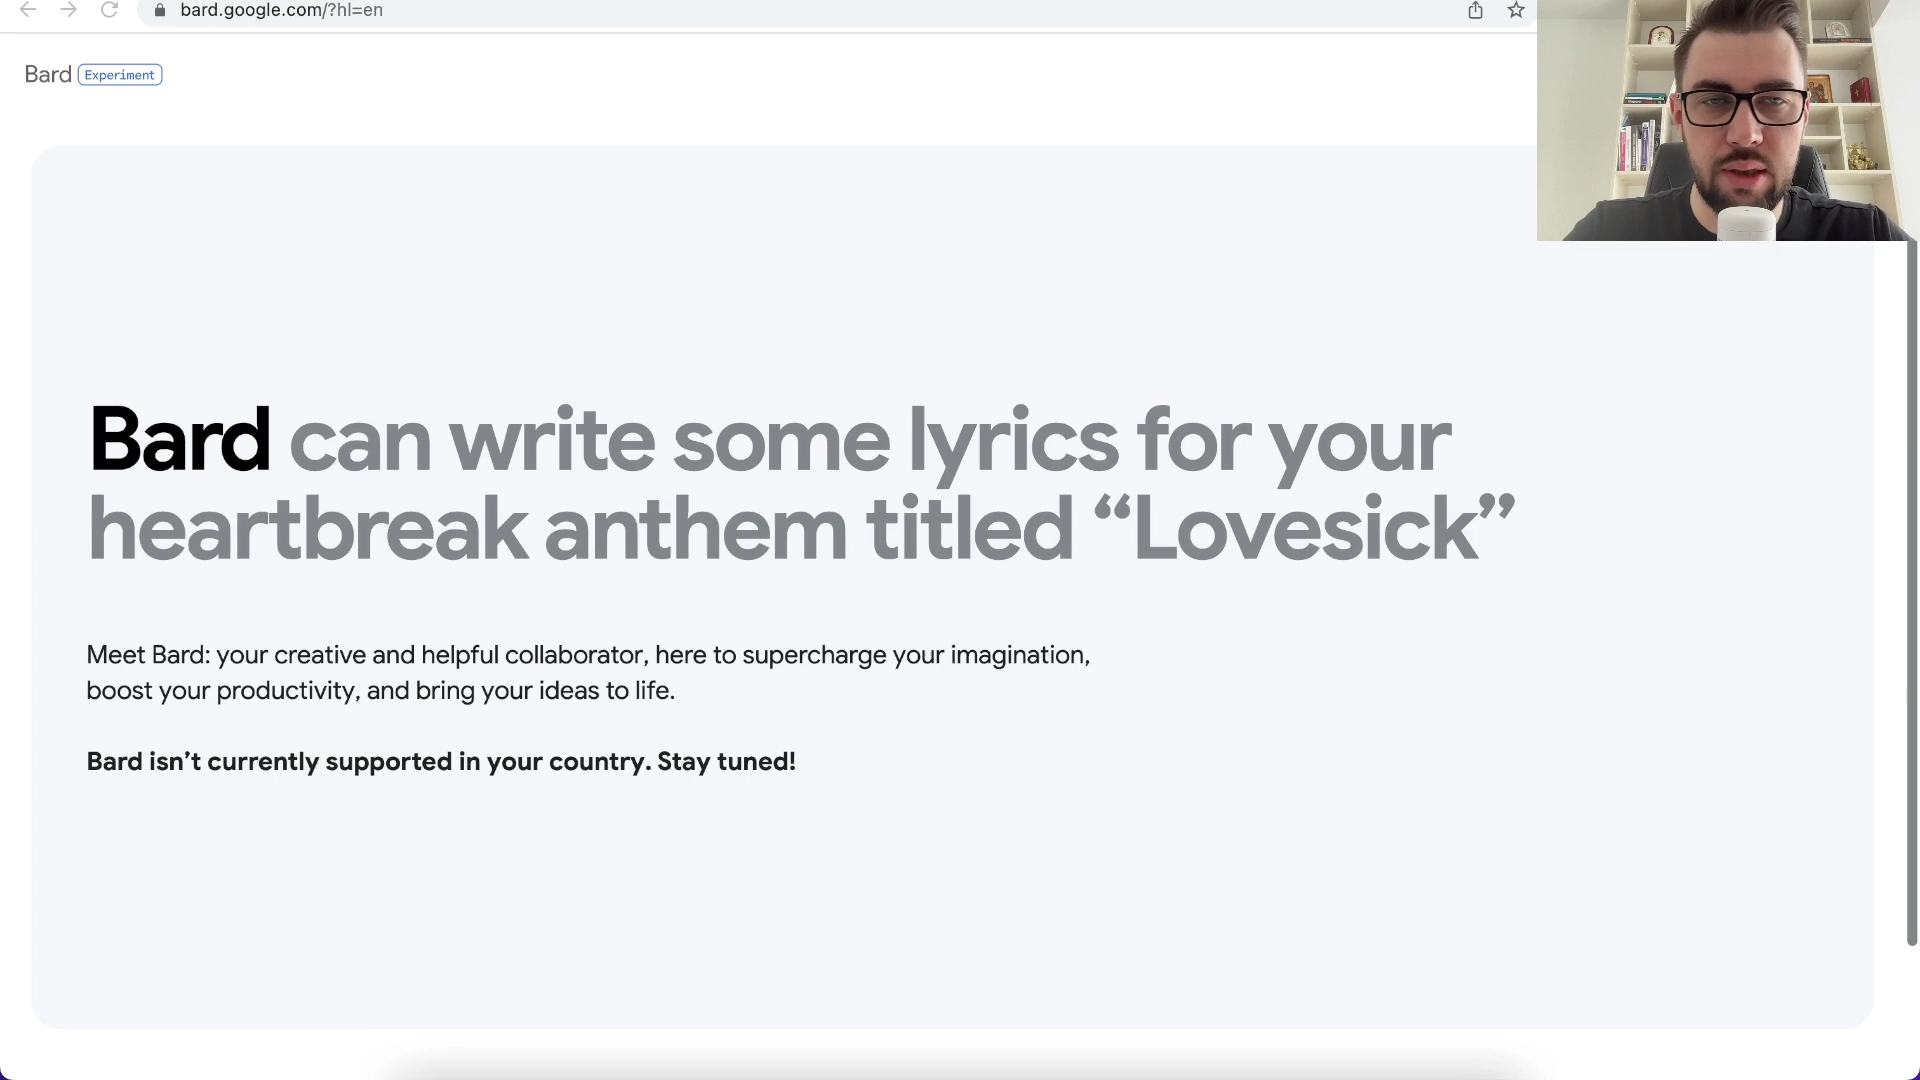 bard.google.com/?hl=en
Bard Experiment
Bard can write some lyrics for your
heartbreak anthem titled “Lovesick”
Meet Bard: your creative and helpful collaborator, here to supercharge your imagination,
boost your productivity, and bring your ideas to life.
Bard isn’t currently supported in your country. Stay tuned!